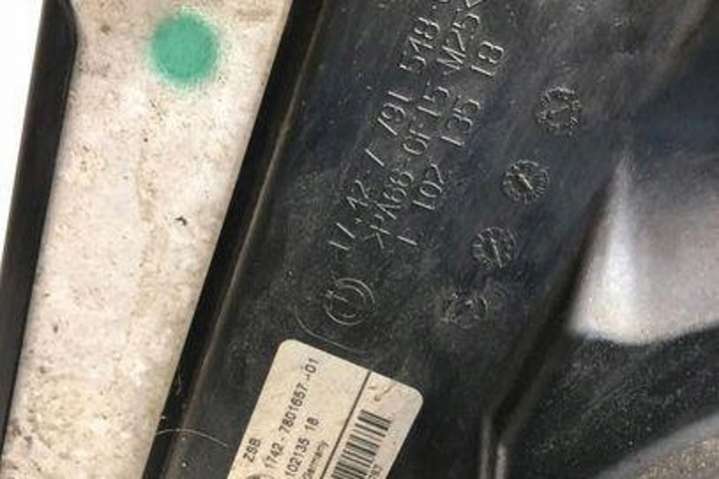 17.42 7 791 548
>PA66-GF15 M25<
1 102 135 18
ZSB
1742-7801657-01
102135 18
Germany